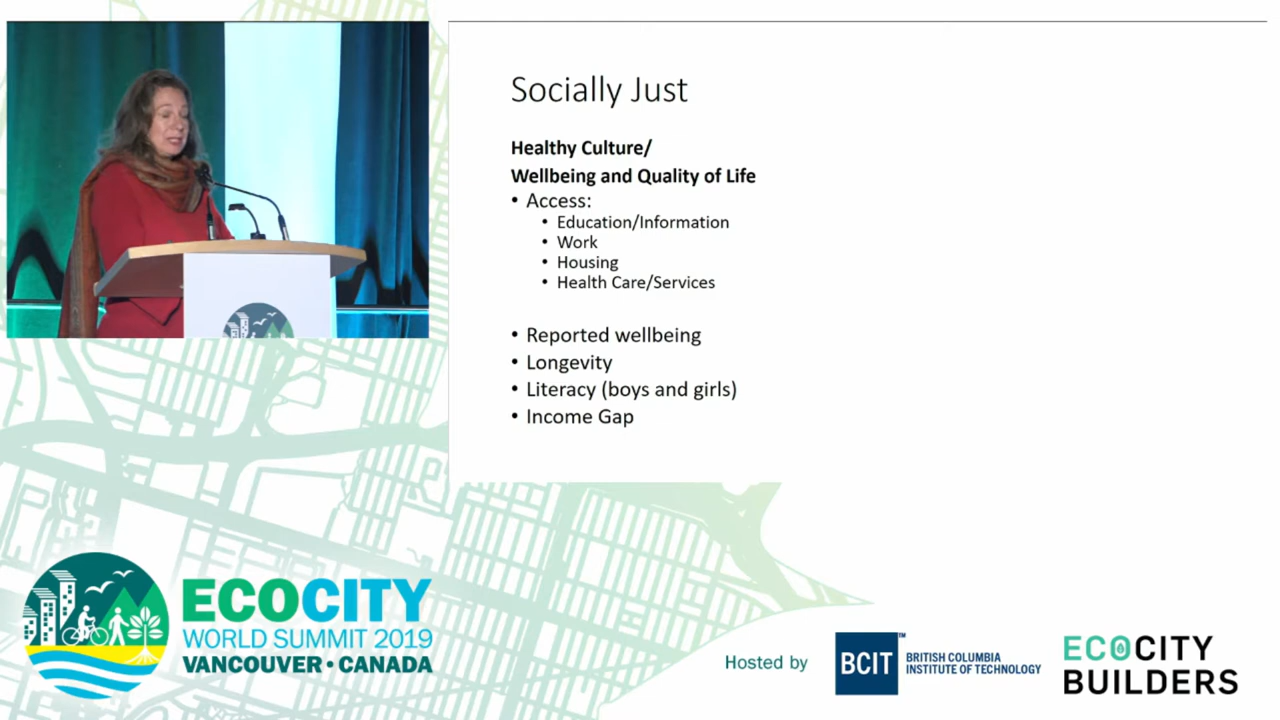 Socially Just
Healthy Culture/
Wellbeing and Quality of Life
• Access:
• Education/Information
• Work
• Housing
• Health Care/Services
• Reported wellbeing
• Longevity
• Literacy (boys and girls)
• Income Gap
ECOCITY
WORLD SUMMIT 2019
VANCOUVER • CANADA
Hosted by
BCIT™
BRITISH COLUMBIA
INSTITUTE OF TECHNOLOGY
ECOCITY
BUILDERS